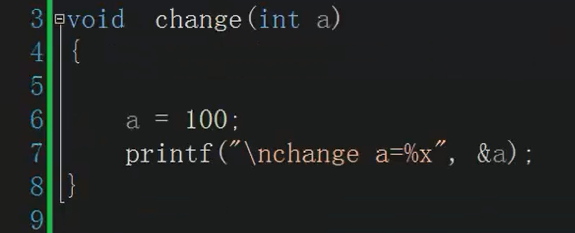 3 void  change(int a)
4 {
5
6 a = 100;
7 printf("\nchange a=%x", &a);
8 }
9